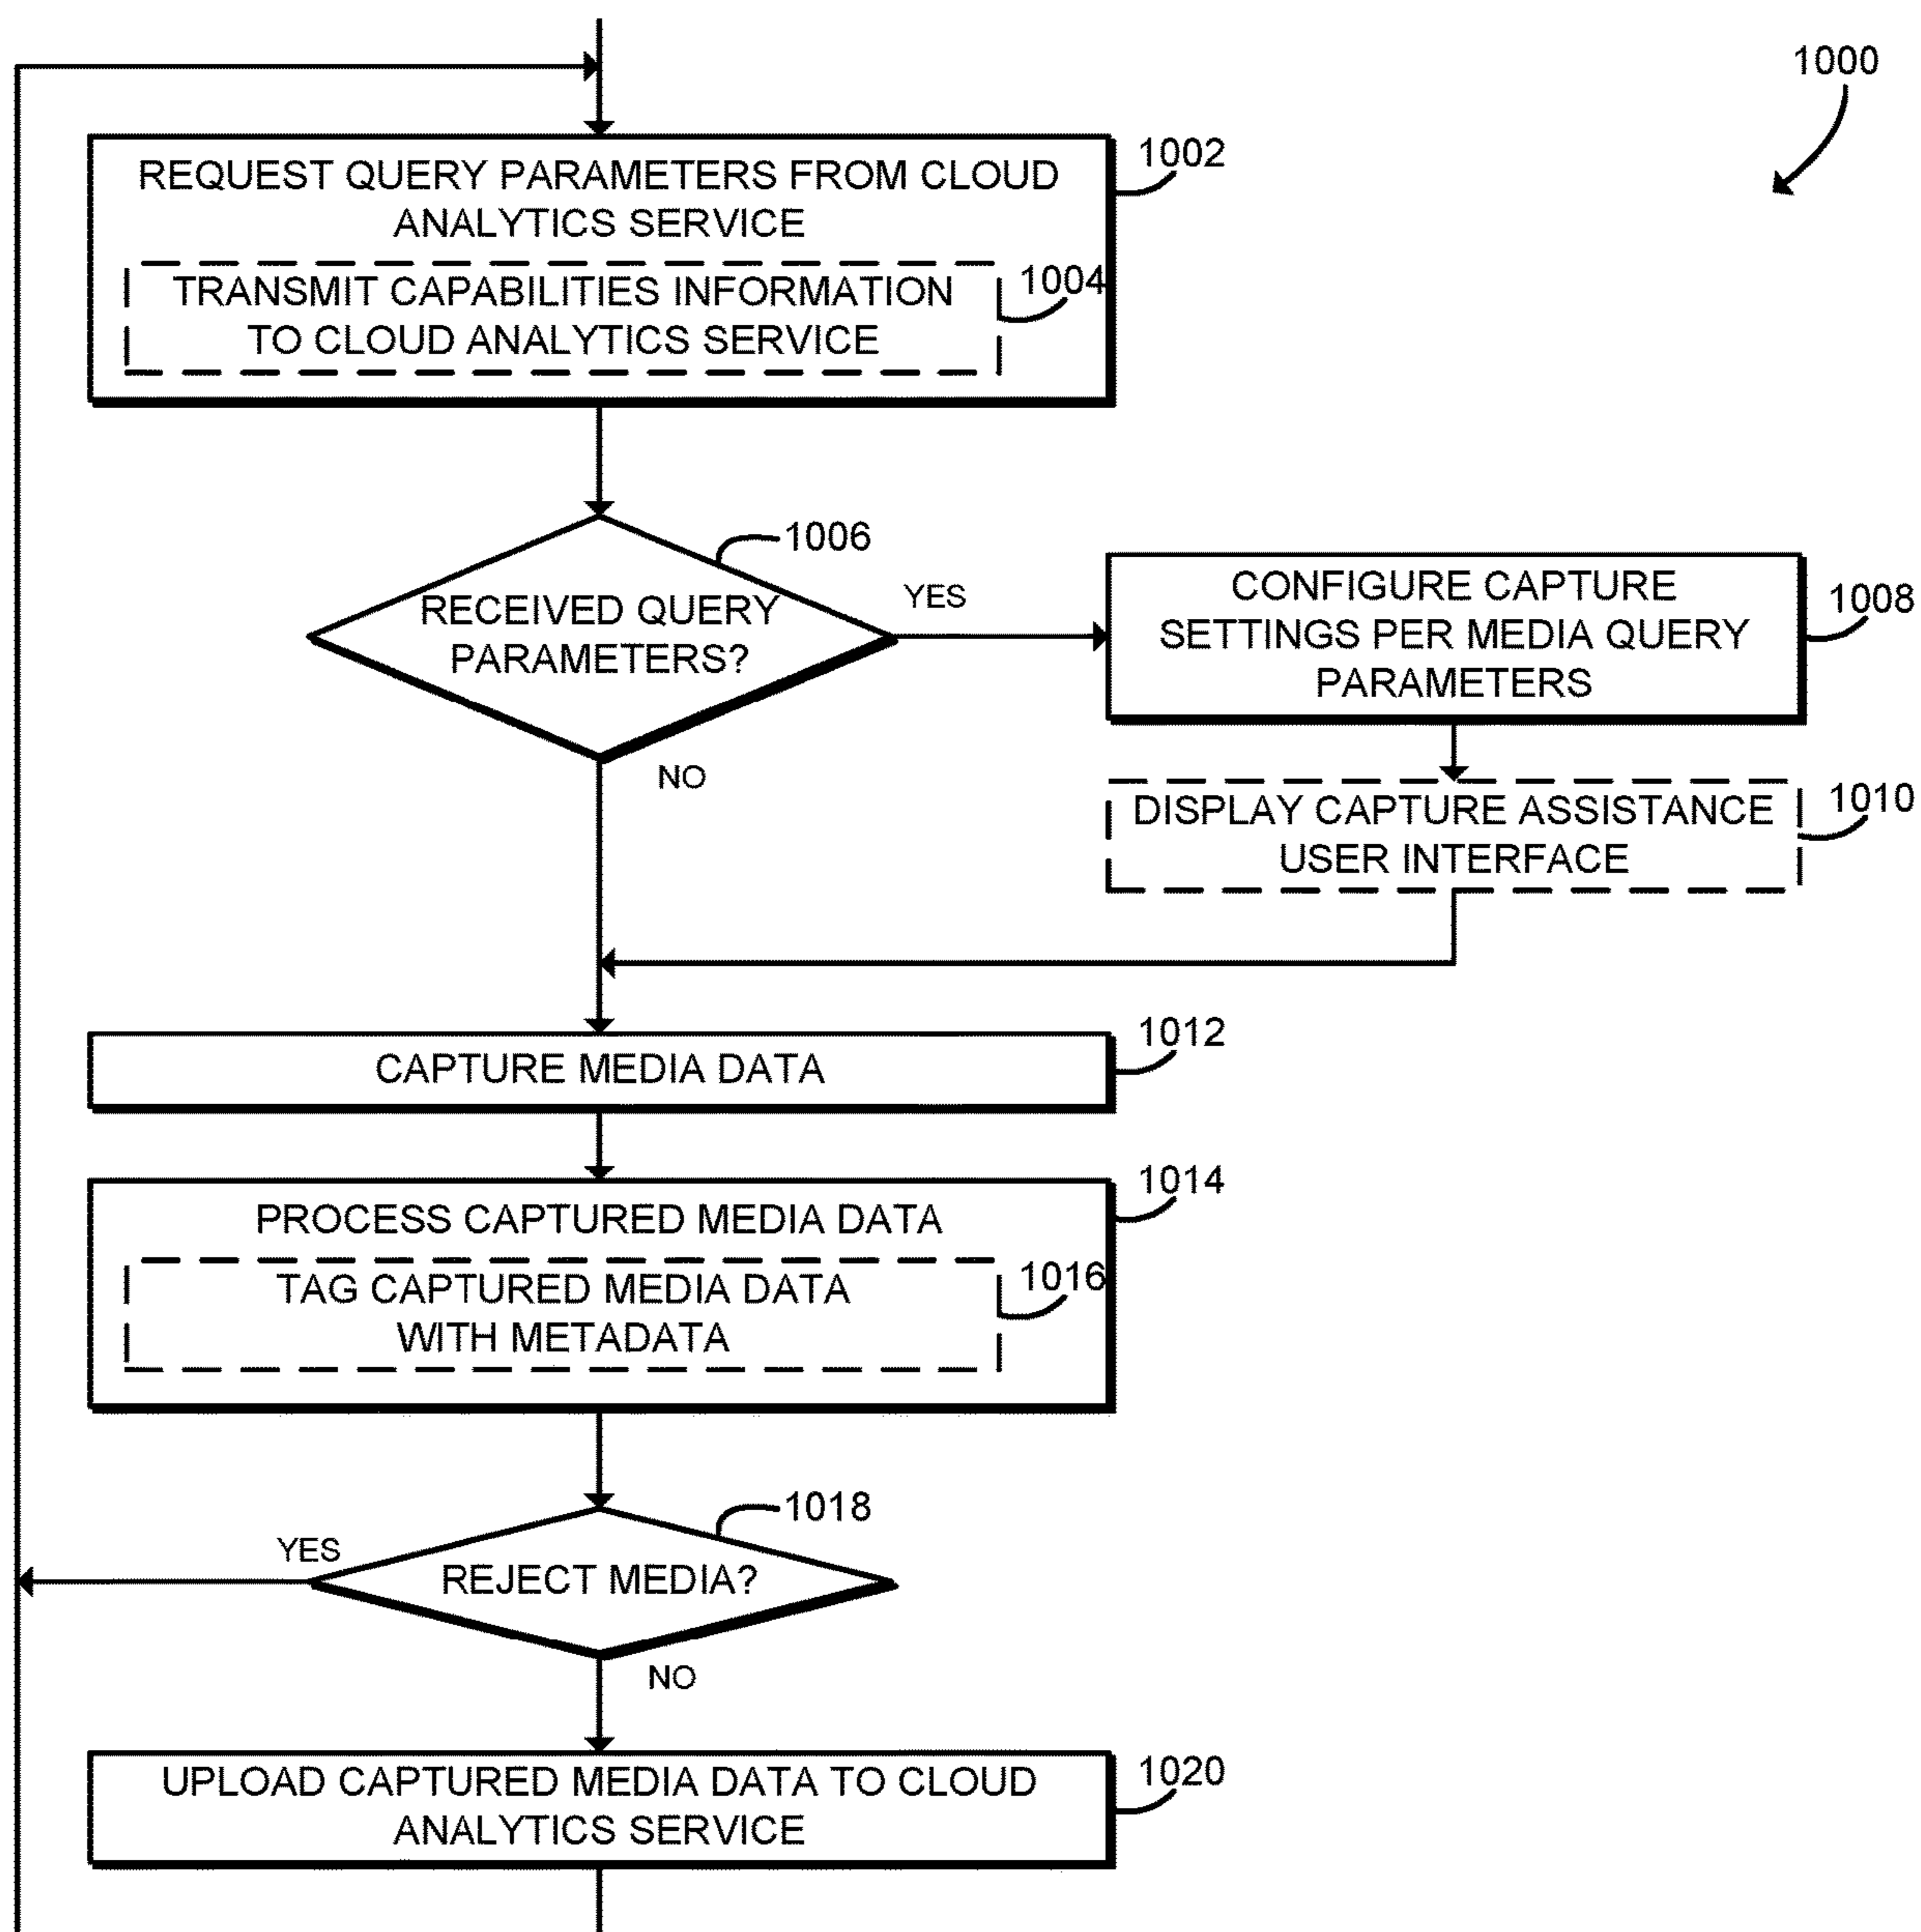 1000
REQUEST QUERY PARAMETERS FROM CLOUD
ANALYTICS SERVICE
1002
TRANSMIT CAPABILITIES INFORMATION
TO CLOUD ANALYTICS SERVICE
1004
1006
RECEIVED QUERY
PARAMETERS?
YES
NO
CONFIGURE CAPTURE
SETTINGS PER MEDIA QUERY
PARAMETERS
1008
DISPLAY CAPTURE ASSISTANCE
USER INTERFACE
1010
CAPTURE MEDIA DATA
1012
PROCESS CAPTURED MEDIA DATA
1014
TAG CAPTURED MEDIA DATA
WITH METADATA
1016
1018
YES
REJECT MEDIA?
NO
UPLOAD CAPTURED MEDIA DATA TO CLOUD
ANALYTICS SERVICE
1020